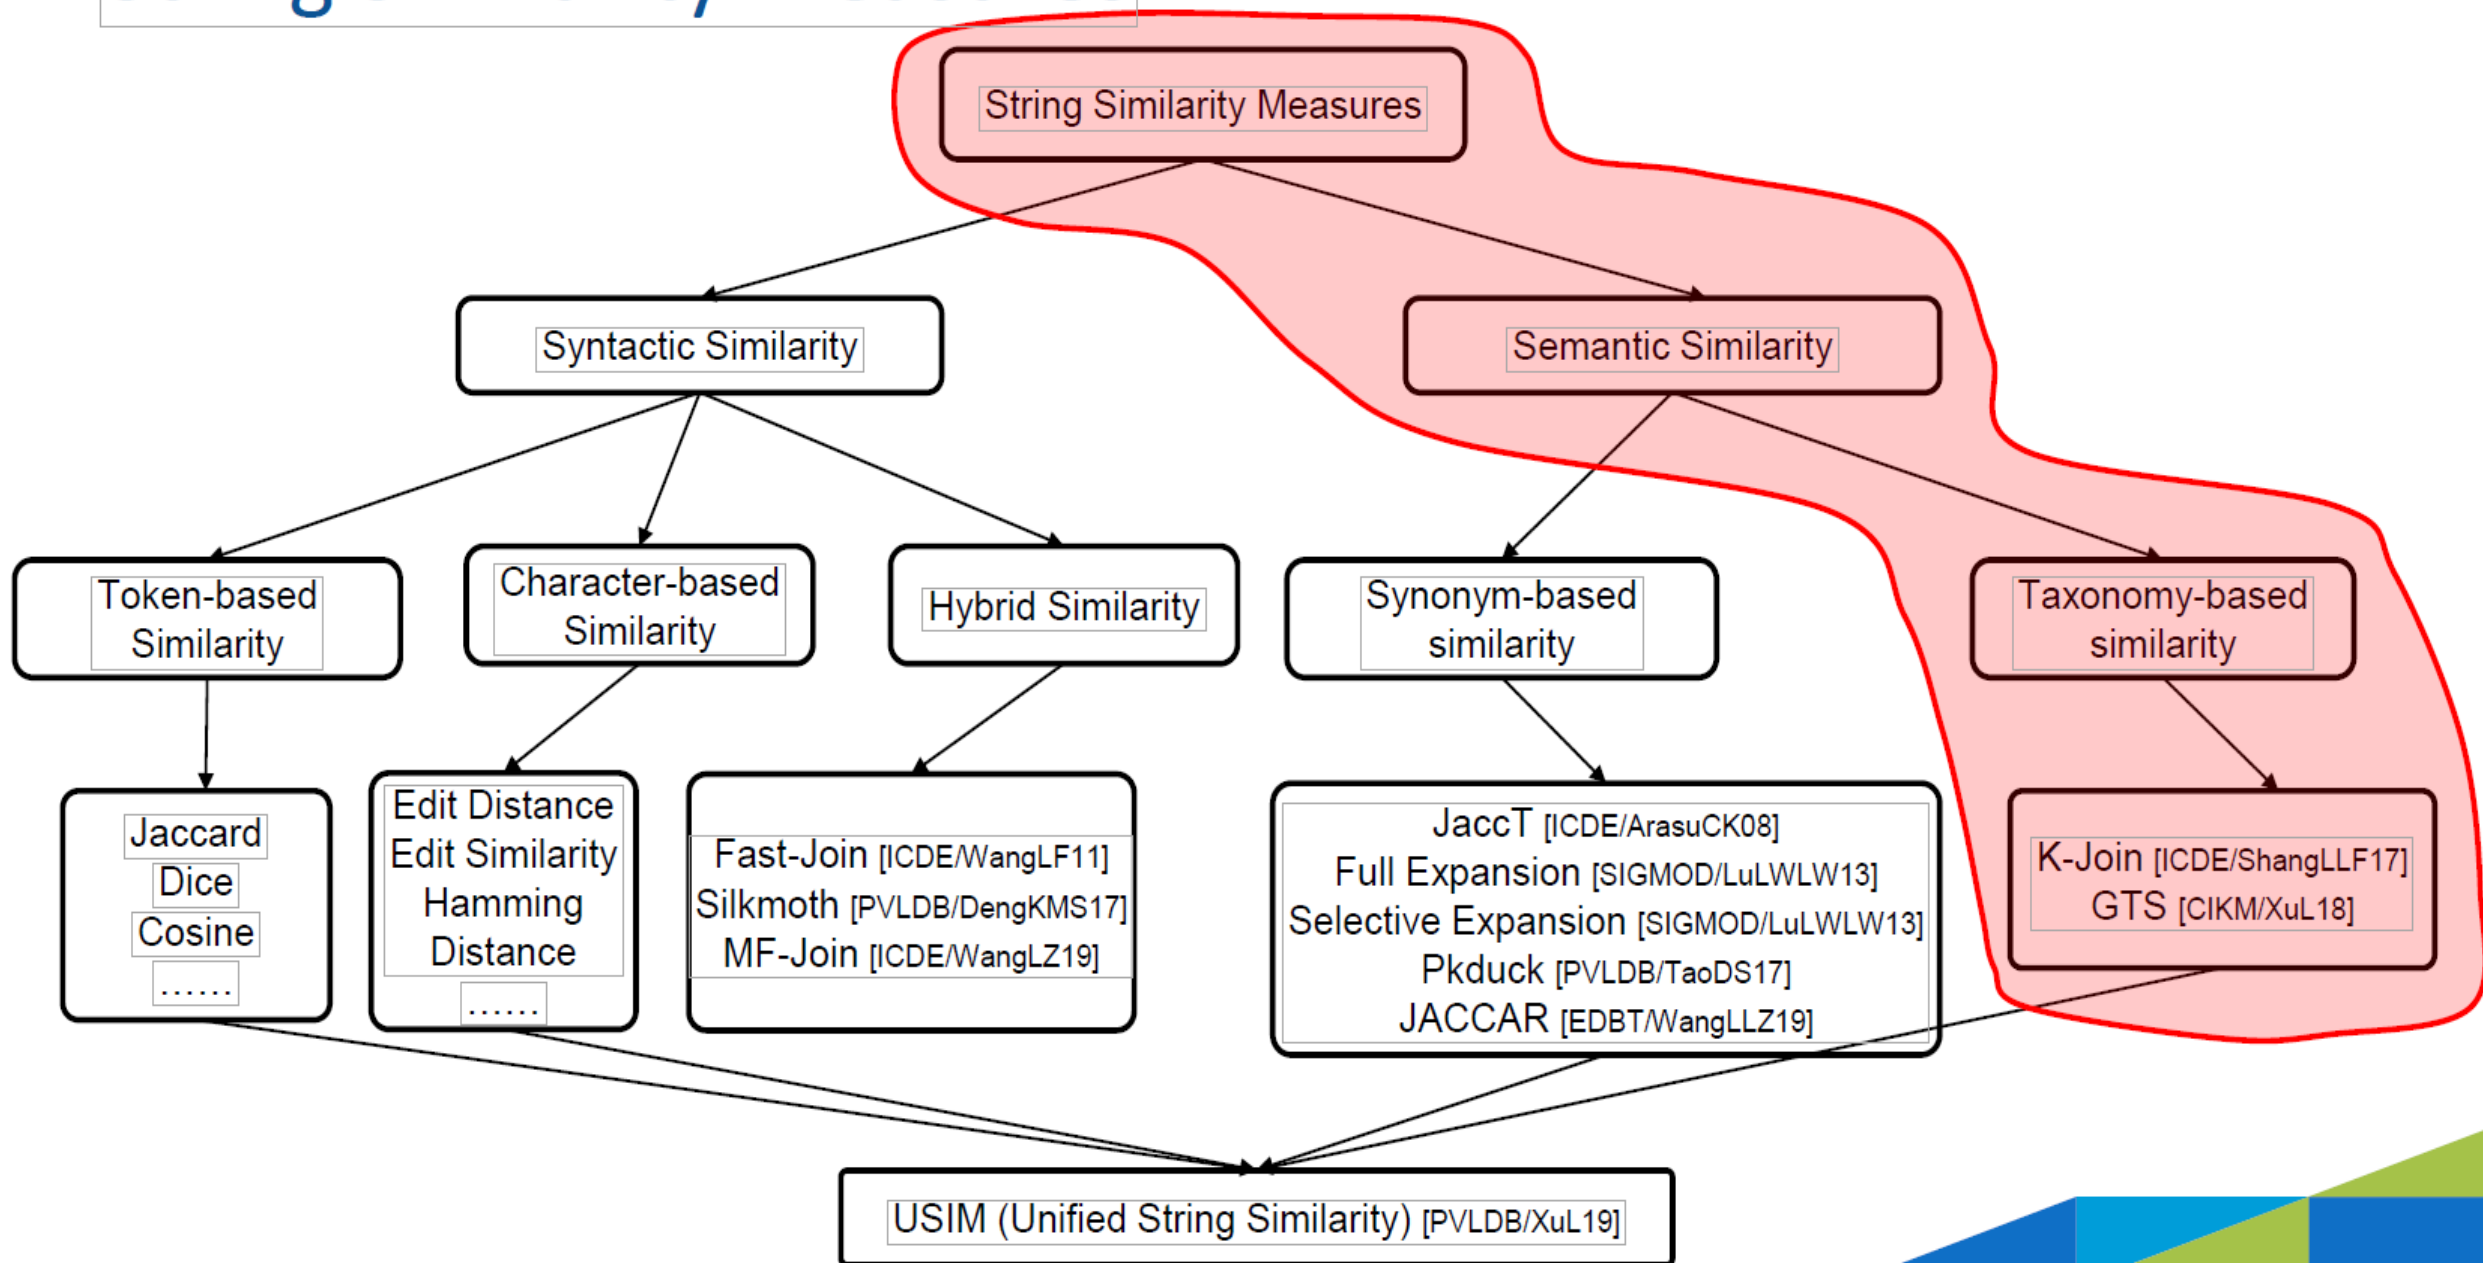 String Similarity Measures
Syntactic Similarity
Semantic Similarity
Token-based
Similarity
Character-based
Similarity
Hybrid Similarity
Synonym-based
similarity
Taxonomy-based
similarity
Jaccard
Dice
Cosine
......
Edit Distance
Edit Similarity
Hamming
Distance
......
Fast-Join [ICDE/WangLF11]
Silkmoth [PVLDB/DengKMS17]
MF-Join [ICDE/WangLZ19]
JaccT [ICDE/ArasuCK08]
Full Expansion [SIGMOD/LuLWLW13]
Selective Expansion [SIGMOD/LuLWLW13]
Pkduck [PVLDB/TaoDS17]
JACCAR [EDBT/WangLLZ19]
K-Join [ICDE/ShangLLF17]
GTS [CIKM/XuL18]
USIM (Unified String Similarity) [PVLDB/XuL19]